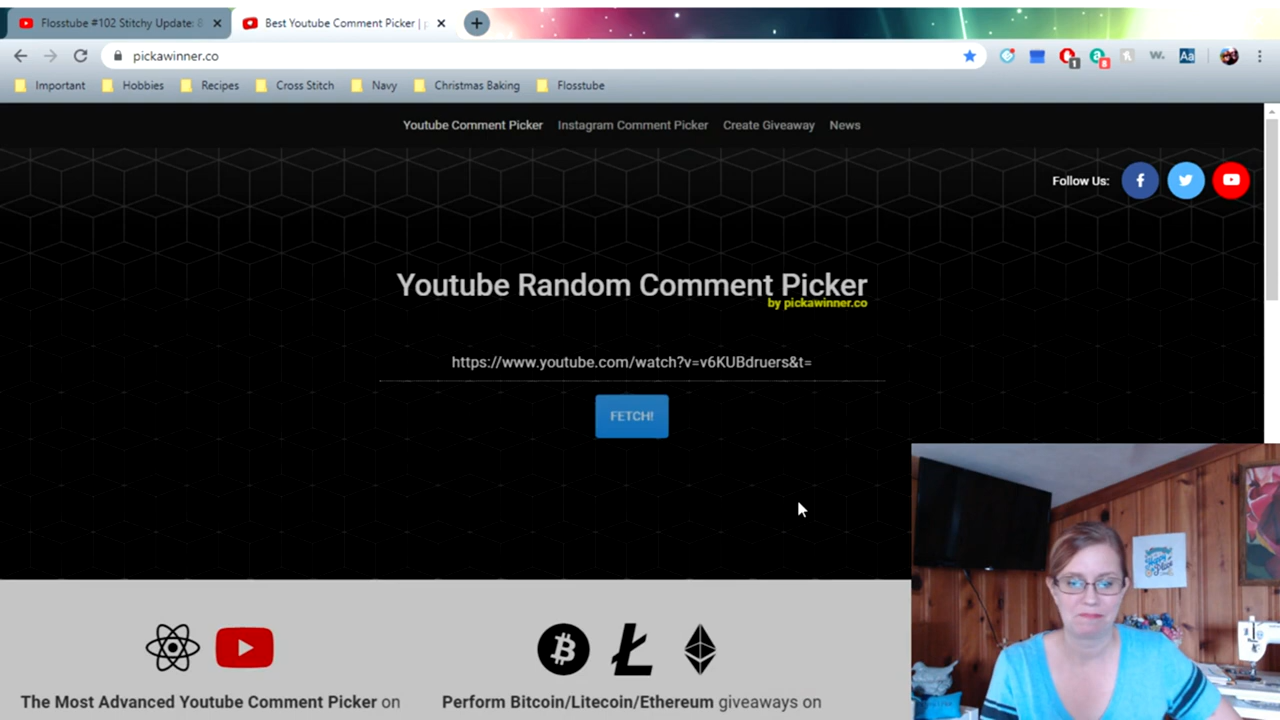 Flosstube #102 Stitchy Update: 8
Best Youtube Comment Picker | p
pickawinner.co
Important
Hobbies
Recipes
Cross Stitch
Navy
Christmas Baking
Flosstube
Youtube Comment Picker
Instagram Comment Picker
Create Giveaway
News
Follow Us:
Youtube Random Comment Picker
by pickawinner.co
https://www.youtube.com/watch?v=v6KUBdruers&t=
FETCH!
The Most Advanced Youtube Comment Picker on
Perform Bitcoin/Litecoin/Ethereum giveaways on